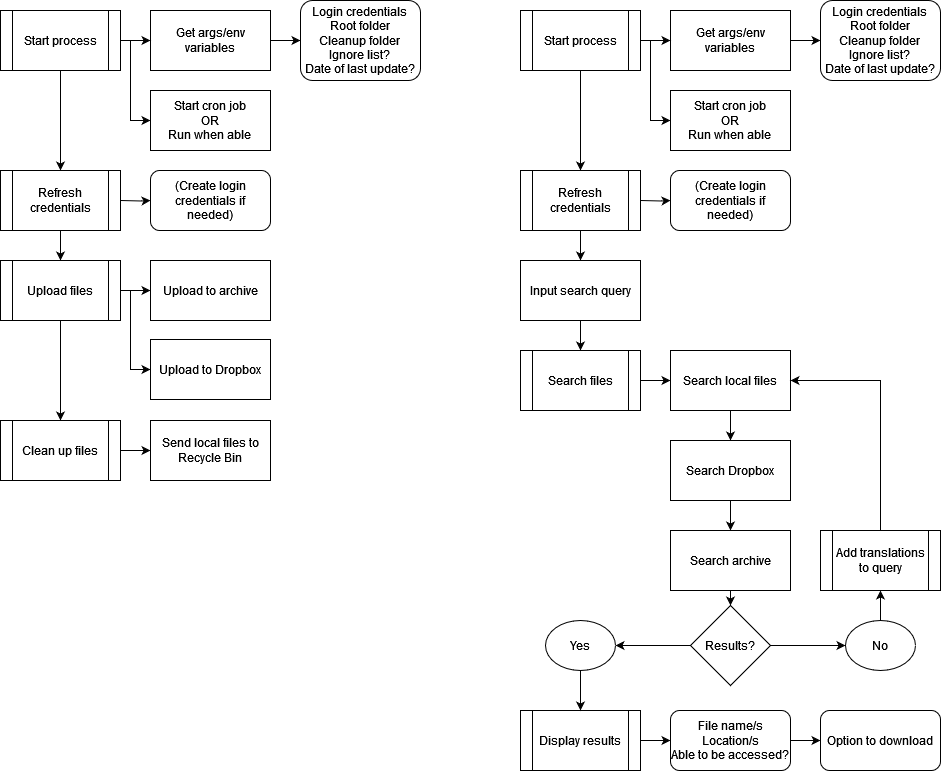 Start process
Get args/env
variables
Login credentials
Root folder
Cleanup folder
Ignore list?
Date of last update?
Start cron job
OR
Run when able
Refresh
credentials
(Create login
credentials if
needed)
Upload files
Upload to archive
Upload to Dropbox
Clean up files
Send local files to
Recycle Bin
Start process
Get args/env
variables
Login credentials
Root folder
Cleanup folder
Ignore list?
Date of last update?
Start cron job
OR
Run when able
Refresh
credentials
(Create login
credentials if
needed)
Input search query
Search files
Search local files
Search Dropbox
Search archive
Add translations
to query
Yes
Results?
No
Display results
File name/s
Location/s
Able to be accessed?
Option to download